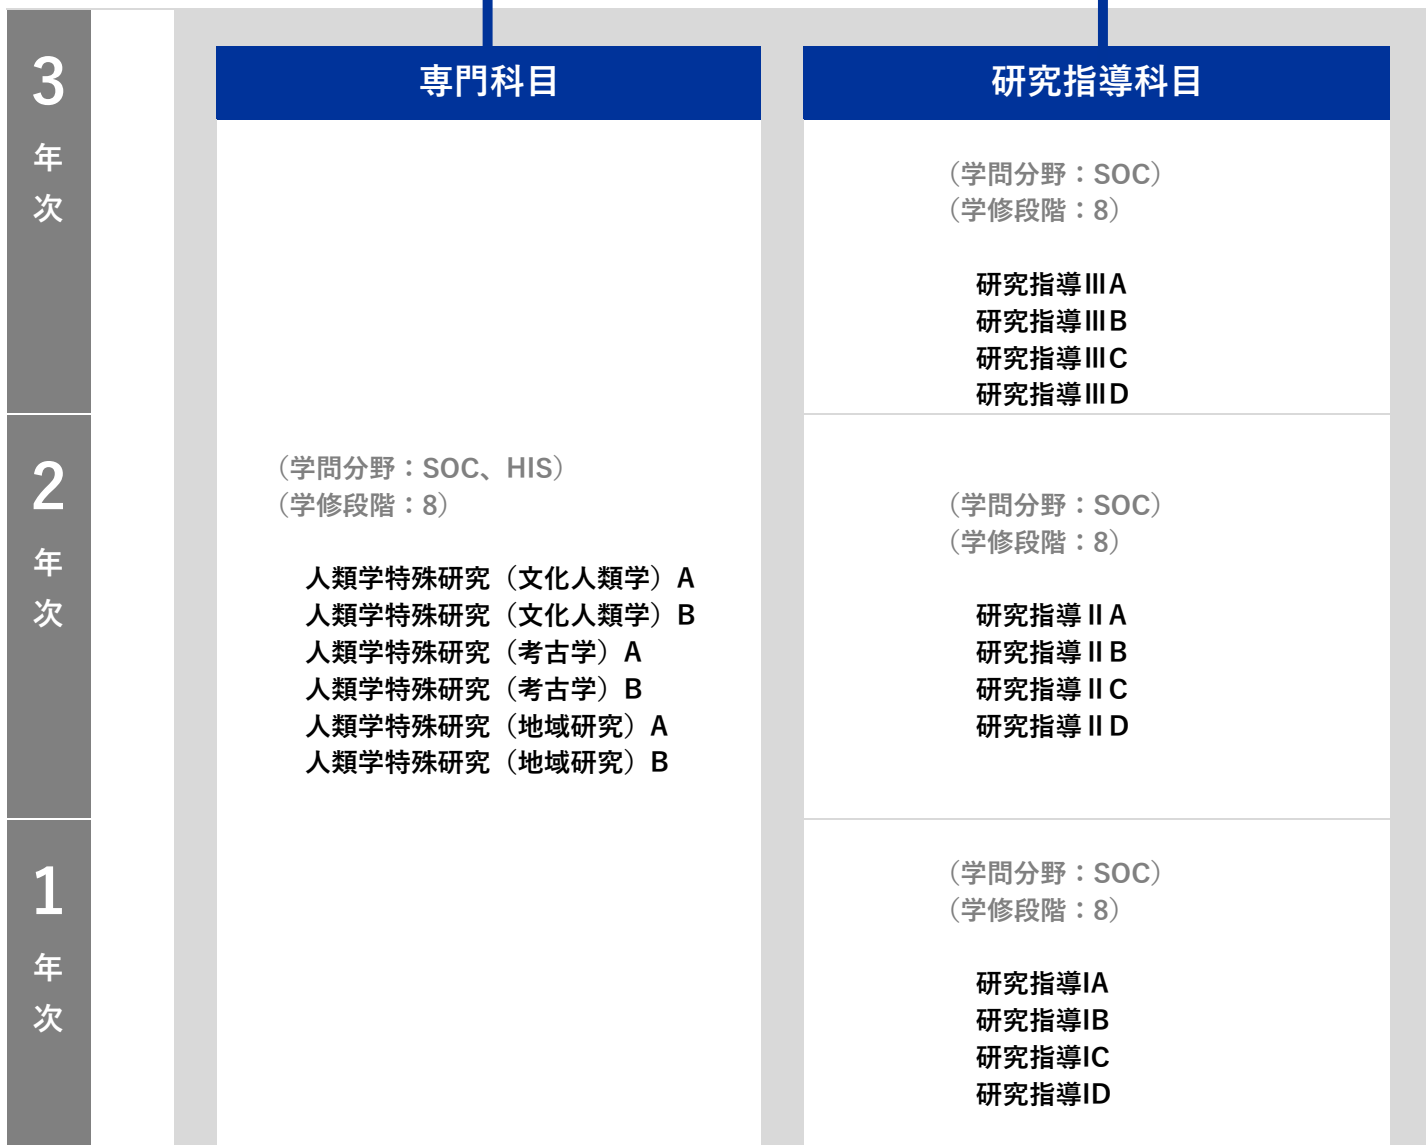 3
年
次
2
年
次
1
年
次
専門科目
（学問分野：SOC、HIS）
（学修段階：8）
人類学特殊研究（文化人類学）A
人類学特殊研究（文化人類学）B
人類学特殊研究（考古学）A
人類学特殊研究（考古学）B
人類学特殊研究（地域研究）A
人類学特殊研究（地域研究）B
研究指導科目
（学問分野：SOC）
（学修段階：8）
研究指導ⅢA
研究指導ⅢB
研究指導ⅢC
研究指導ⅢD
（学問分野：SOC）
（学修段階：8）
研究指導ⅡA
研究指導ⅡB
研究指導ⅡC
研究指導ⅡD
（学問分野：SOC）
（学修段階：8）
研究指導IA
研究指導IB
研究指導IC
研究指導ID